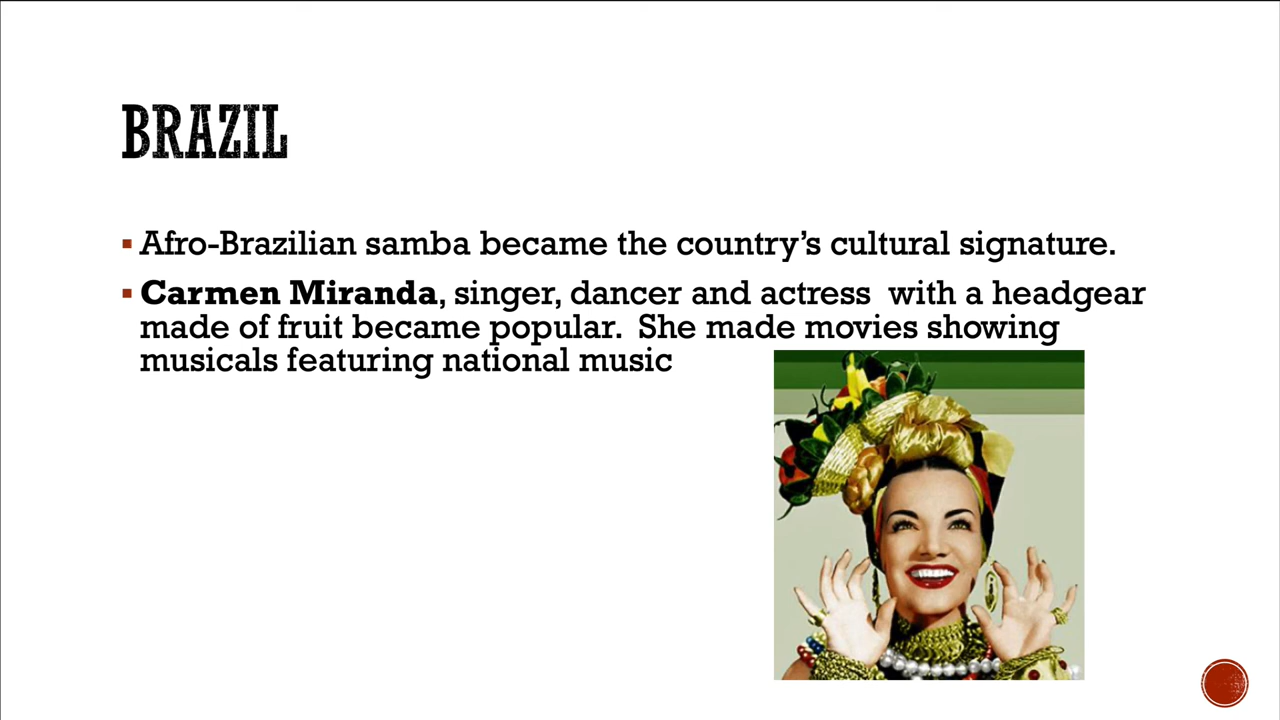 BRAZIL
Afro-Brazilian samba became the country’s cultural signature.
Carmen Miranda, singer, dancer and actress  with a headgear
made of fruit became popular.  She made movies showing
musicals featuring national music